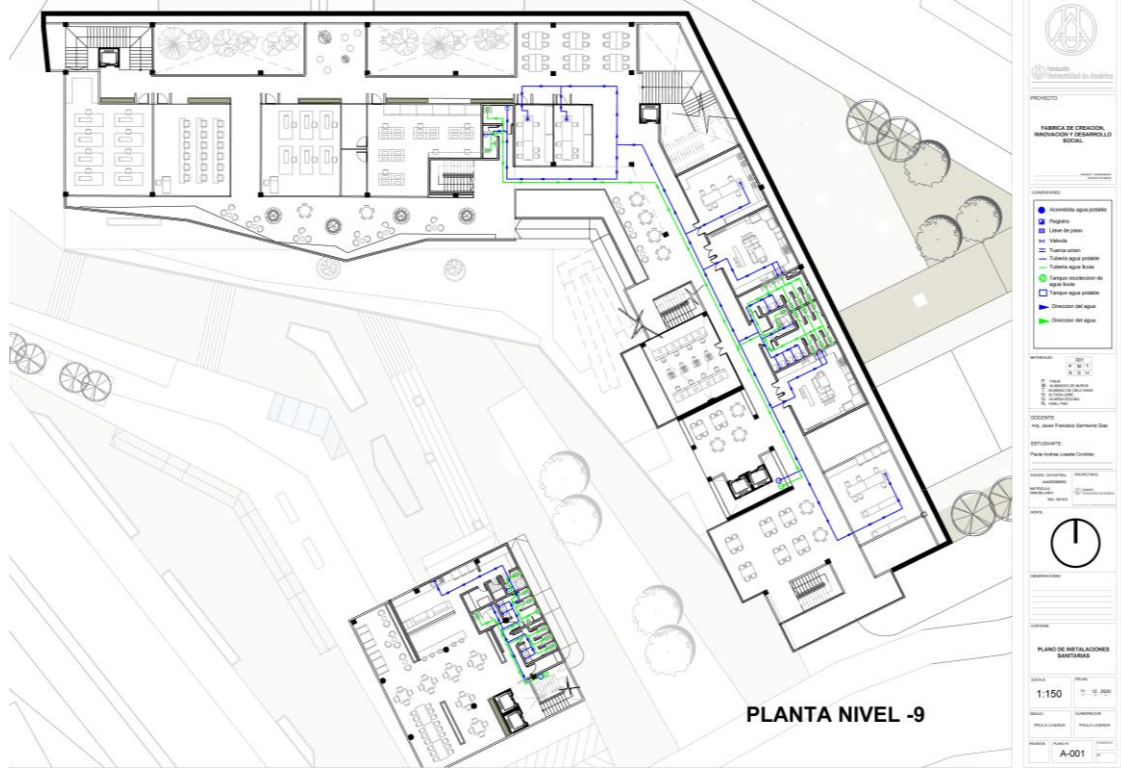 Fundación
Universidad de América
PROYECTO:
FABRICA DE CREACION,
INNOVACION Y DESARROLLO
SOCIAL
CONVENCIONES:
Acometida agua potable
Registro
Llave de paso
Valvula
Tuerca union
Tuberia agua potable
Tuberia agua lluvia
Tanque recoleccion de
agua lluvia
Tanque agua potable
Direccion del agua
Direccion del agua
MATERIALES
P M T
DOCENTE:
Arq. Javier Francisco Sarmiento Diaz
ESTUDIANTE:
Paula Andrea Losada
NORTE:
OBSERVACIONES:
CONTIENE:
PLANO DE INSTALACIONES
SANITARIAS
ESCALA:
FECHA:
1:150
11 12 2020
DIBUJO:
PAULA LOSADA
PAULA LOSADA
A-001
PLANTA NIVEL -9